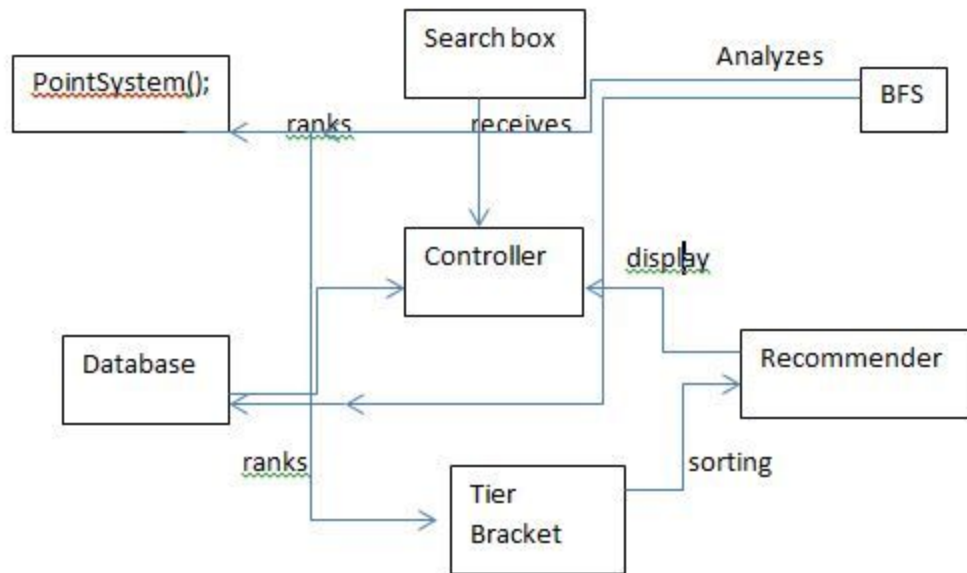 Search box
Analyzes
PointSystem();
BFS
ranks
receives
Controller
display
Database
Recommender
ranks
sorting
Tier
Bracket